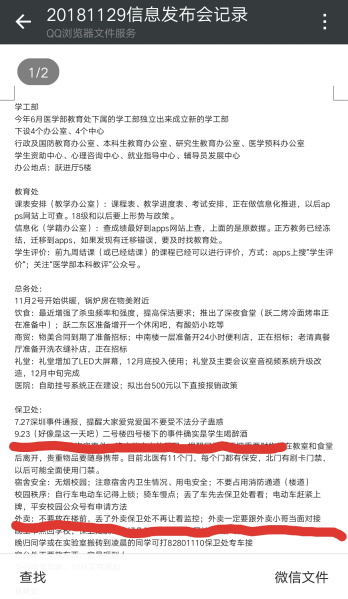 20181129信息发布会记录
QQ浏览器文件服务
1/2
学工部
今年6月医学部教育处下属的学工部独立出来成立新的学工部
下设4个办公室、4个中心
行政及国防教育办公室、本科生教育办公室、研究生教育办公室、医学预科办公室
学生资助中心、心理咨询中心、就业指导中心、辅导员发展中心
办公地点：跃进厅5楼
教育处
课表安排（教学办公室）：课程表、教学进度表、考试安排，正在做信息化推进，以后ap
ps网站上可查。18级和以后要上形势与政策。
信息化（学籍办公室）：查成绩最好到apps网站上查，上面的是原数据。正方教务已经冻
结，迁移到apps，如果发现有迁移错误，要及时找教育处。
学生评价：前九周结课（或已经结课）的课程已经可以进行评价，方式：apps上搜“学生评
价”；关注“医学部本科教评”公众号。
总务处：
11月2号开始供暖，锅炉房在物美附近
饮食：最近增强了杀虫频率和强度，提高保洁要求；推出了深夜食堂（跃二烤冷面烤串正
在准备中）；跃二东区准备增开一个休闲吧，有酸奶小吃等
商贸：物美合同到期了准备招标；中南楼一层准备开24小时便利店，正在招标；老清真餐
厅准备开洗衣缝补店，正在招标
礼堂：礼堂增加了LED大屏幕，12月底投入使用；礼堂及主要会议室音视频系统升级改
造，12月中旬完成
医院：自助挂号系统正在建设；拟出台500元以下直接报销政策
保卫处：
7.27深圳事件通报，提醒大家爱党爱国不要受不法分子蛊惑
9.23（好像是这一天吧）二号楼四号楼下的事件确实是学生喝醉酒
在教室和食堂
后离开，贵重物品要随身携带。目前北医有11个门，每个门都有保安，北门有刷卡门禁，
以后可能全面使用门禁。
宿舍安全：无烟校园；注意宿舍内卫生情况，用电安全；不要占用消防通道（楼道）
校园秩序：自行车电动车记得上锁；骑车慢点；丢了车先去保卫处看看；电动车赶紧上
牌，平安校园公众号有申请方法
外卖：不要放在楼前，丢了外卖保卫处不再让看监控；外卖一定要跟外卖小哥当面对接
晚归同学或在实验室搬砖到凌晨的同学可打82801110保卫处专车接
查找
微信文件